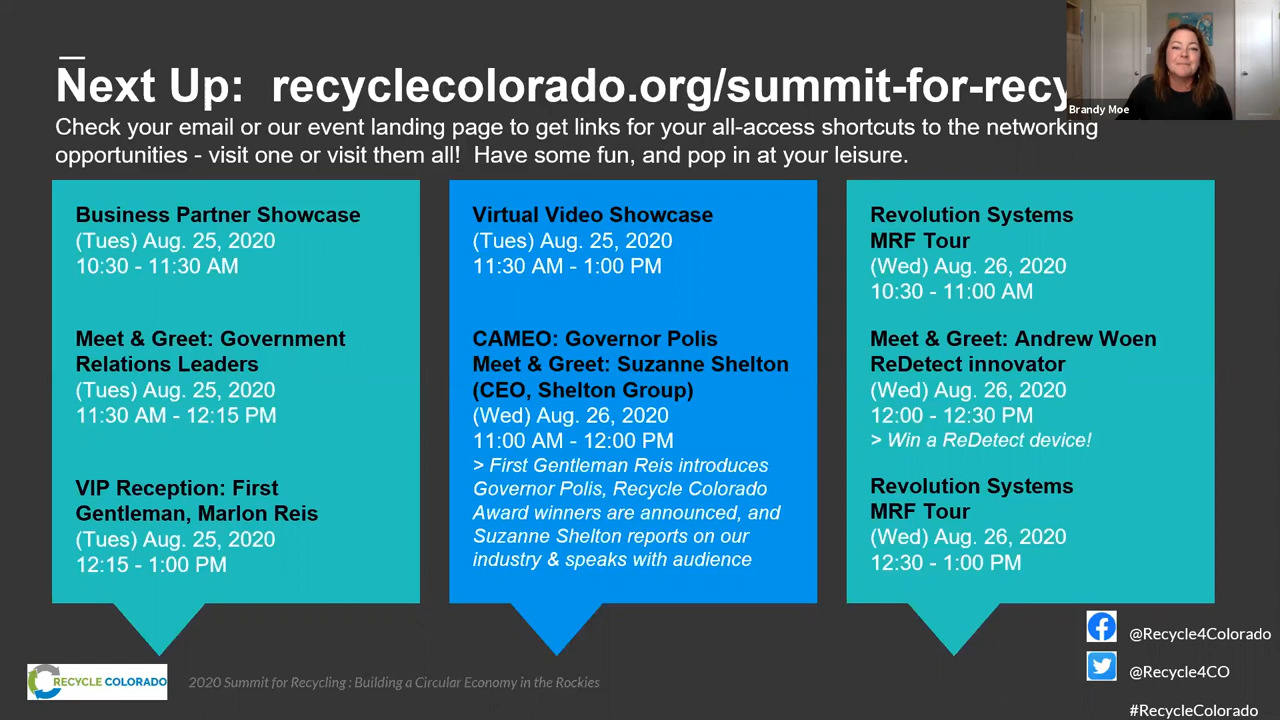 Next Up: recyclecolorado.org/summit-for-recy
Brandy Moe
Check your email or our event landing page to get links for your all-access shortcuts to the networking
opportunities - visit one or visit them all! Have some fun, and pop in at your leisure.
Business Partner Showcase
(Tues) Aug. 25, 2020
10:30 - 11:30 AM
Meet & Greet: Government
Relations Leaders
(Tues) Aug. 25, 2020
11:30 AM - 12:15 PM
VIP Reception: First
Gentleman, Marlon Reis
(Tues) Aug. 25, 2020
12:15 - 1:00 PM
Virtual Video Showcase
(Tues) Aug. 25, 2020
11:30 AM - 1:00 PM
CAMEO: Governor Polis
Meet & Greet: Suzanne Shelton
(CEO, Shelton Group)
(Wed) Aug. 26, 2020
11:00 AM - 12:00 PM
> First Gentleman Reis introduces
Governor Polis, Recycle Colorado
Award winners are announced, and
Suzanne Shelton reports on our
industry & speaks with audience
Revolution Systems
MRF Tour
(Wed) Aug. 26, 2020
10:30 - 11:00 AM
Meet & Greet: Andrew Woen
ReDetect innovator
(Wed) Aug. 26, 2020
12:00 - 12:30 PM
> Win a ReDetect device!
Revolution Systems
MRF Tour
(Wed) Aug. 26, 2020
12:30 - 1:00 PM
@Recycle4Colorado
@Recycle4CO
#RecycleColorado
RECYCLE COLORADO
2020 Summit for Recycling : Building a Circular Economy in the Rockies